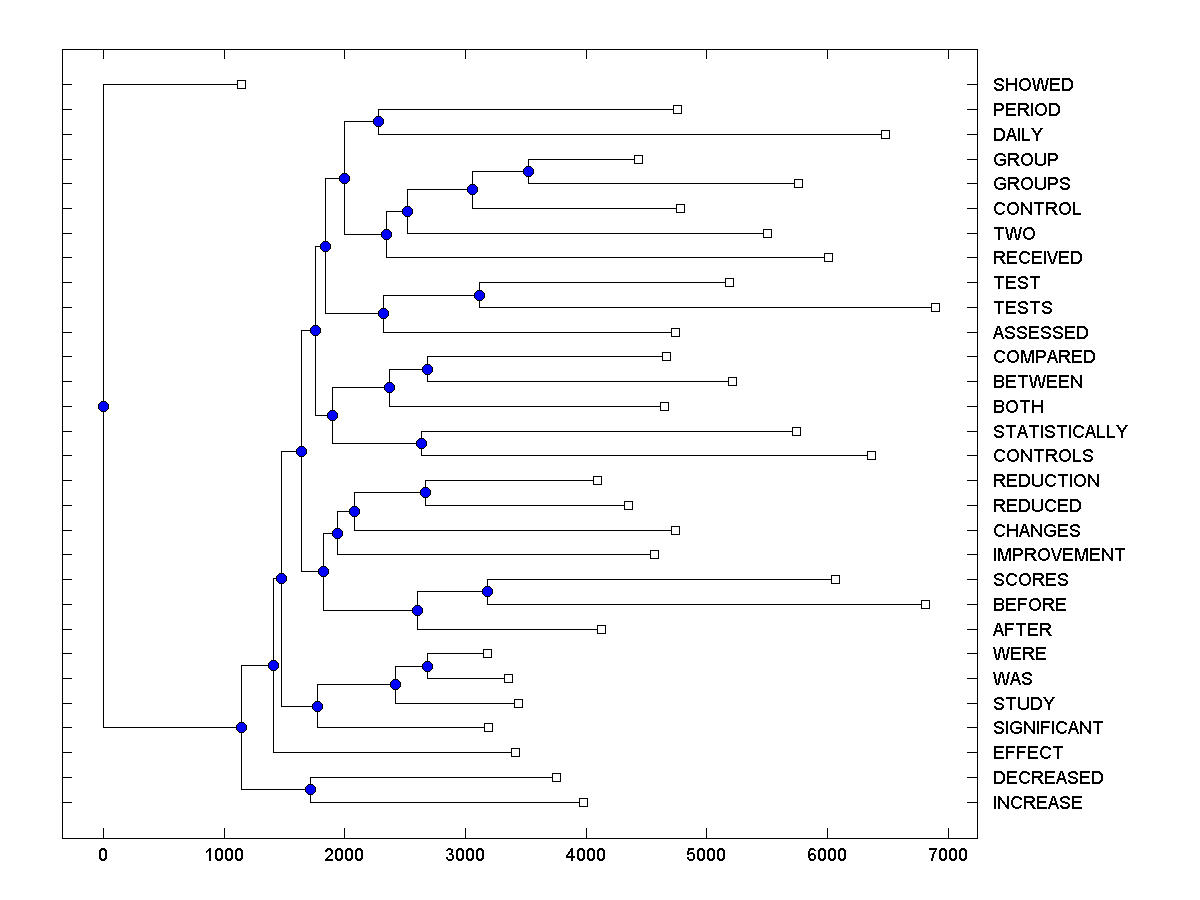 SHOWED
PERIOD
DAILY
GROUP
GROUPS
CONTROL
TWO
RECEIVED
TEST
TESTS
ASSESSED
COMPARED
BETWEEN
BOTH
STATISTICALLY
CONTROLS
REDUCTION
REDUCED
CHANGES
IMPROVEMENT
SCORES
BEFORE
AFTER
WERE
WAS
STUDY
SIGNIFICANT
EFFECT
DECREASED
INCREASE
0 1000 2000 3000 4000 5000 6000 7000